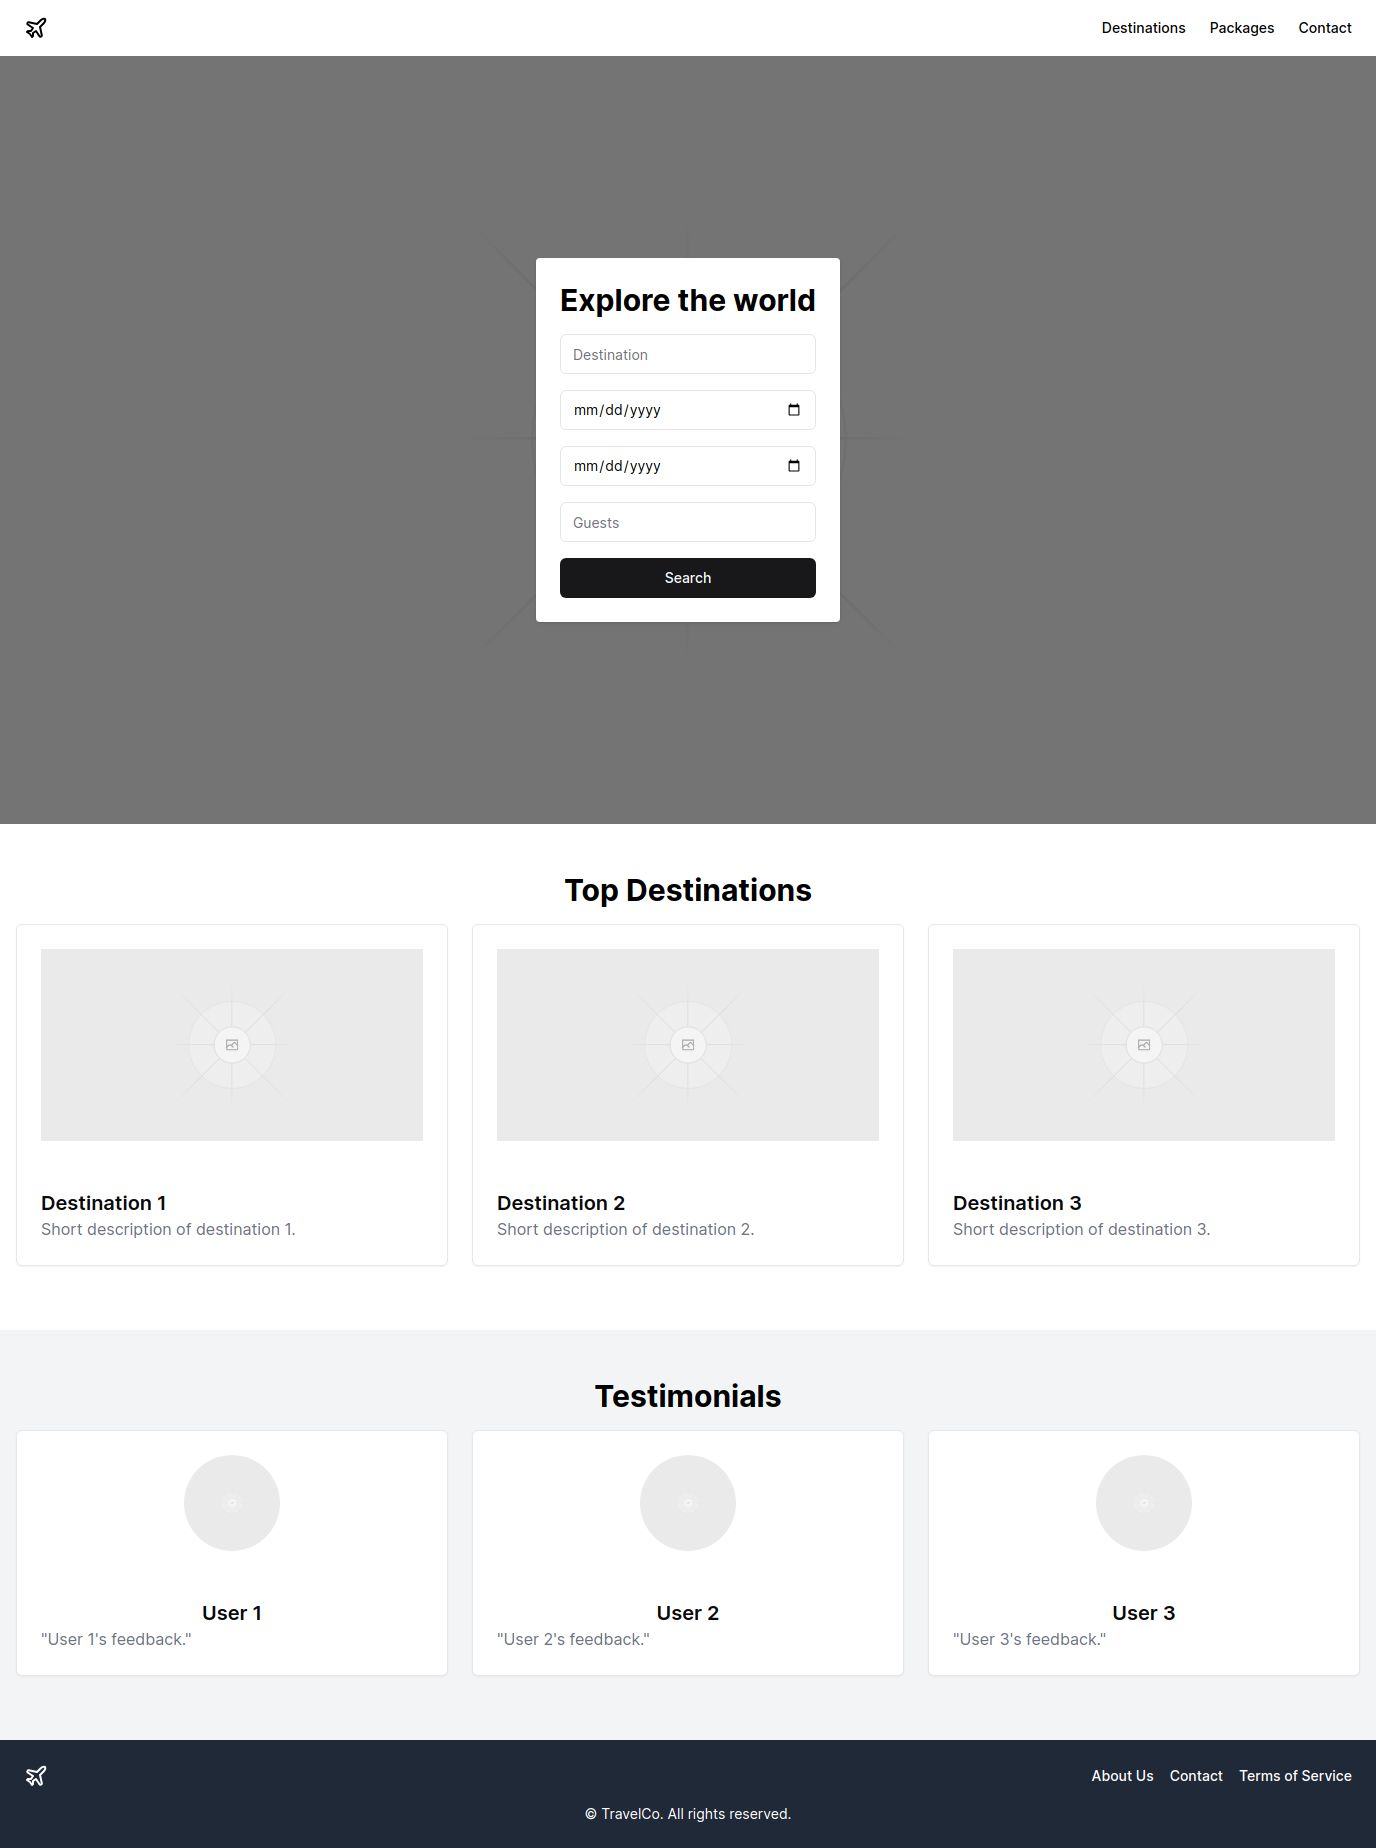 Destinations Packages Contact
Explore the world
Destination
mm/dd/yyyy
mm/dd/yyyy
Guests
Search
Top Destinations
Destination 1
Short description of destination 1.
Destination 2
Short description of destination 2.
Destination 3
Short description of destination 3.
Testimonials
User 1
"User 1's feedback."
User 2
"User 2's feedback."
User 3
"User 3's feedback."
About Us Contact Terms of Service
© TravelCo. All rights reserved.